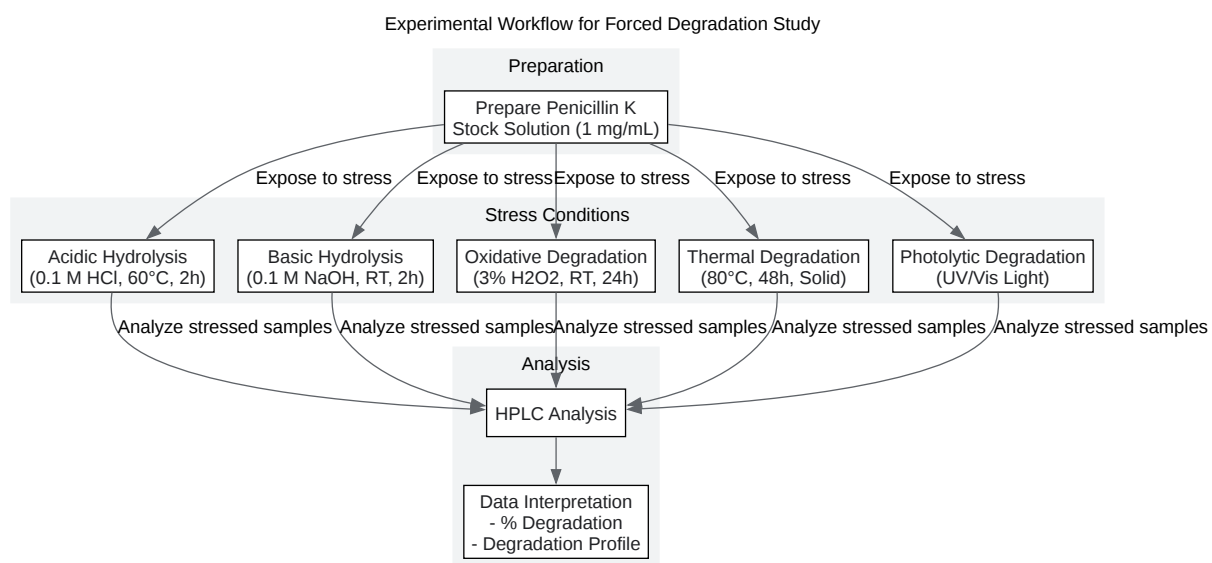 Experimental Workflow for Forced Degradation Study
Preparation
Prepare Penicillin K
Stock Solution (1 mg/mL)
Expose to stress
Expose to stress
Expose to stress
Expose to stress
Expose to stress
Stress Conditions
Acidic Hydrolysis
(0.1 M HCl, 60°C, 2h)
Basic Hydrolysis
(0.1 M NaOH, RT, 2h)
Oxidative Degradation
(3% H2O2, RT, 24h)
Thermal Degradation
(80°C, 48h, Solid)
Photolytic Degradation
(UV/Vis Light)
Analyze stressed samples
Analyze stressed samples
Analyze stressed samples
Analyze stressed samples
Analyze stressed samples
Analysis
HPLC Analysis
Data Interpretation
- % Degradation
- Degradation Profile